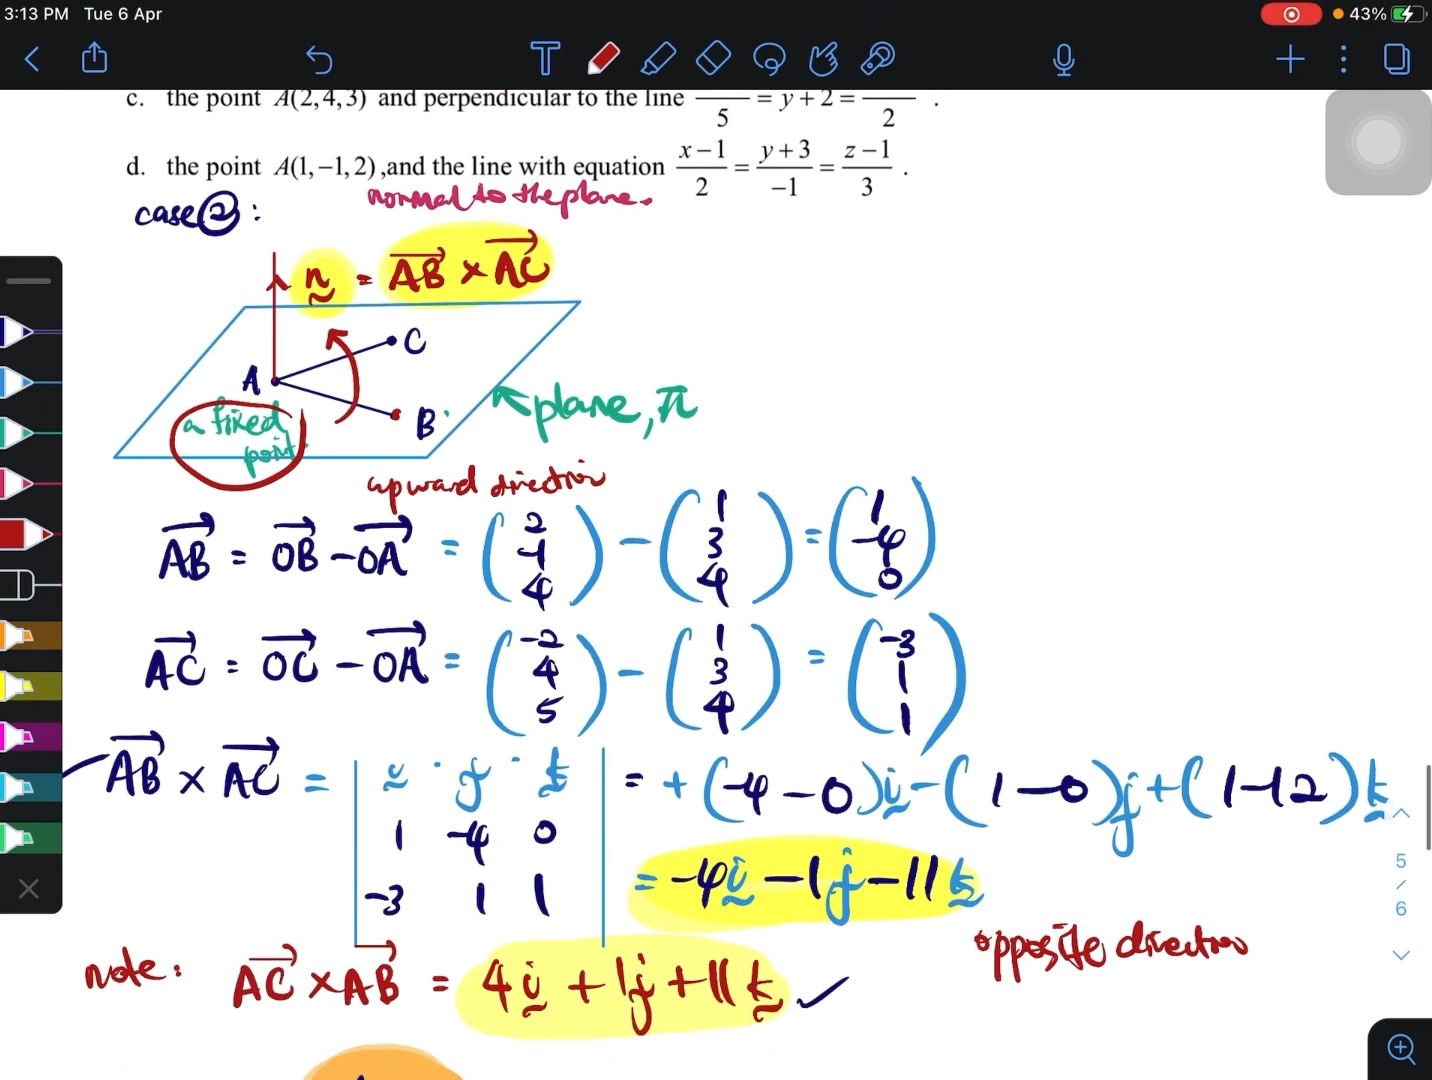 3:13 PM Tue 6 Apr
43%
c. the point A(2,4,3) and perpendicular to the line —/5 = y + 2 = —/2 .
d. the point A(1,−1,2) ,and the line with equation (x−1)/2 = (y+3)/−1 = (z−1)/3 .
normal to the plane.
case ② :
n = AB × AC
C
A
B
a fixed point.
plane, π
upward direction
AB = OB − OA = (2 -1 4) − (1 3 4) = (1 -4 0)
AC = OC − OA = (-2 4 5) − (1 3 4) = (-3 1 1)
AB × AC = | i j k | = +(-4-0)i −(1-0)j +(1-12)k
1 -4 0
-3 1 1
= -4i −1j −11k
opposite direction
note: AC × AB = 4i + 1j + 11k ✓
5
/
6